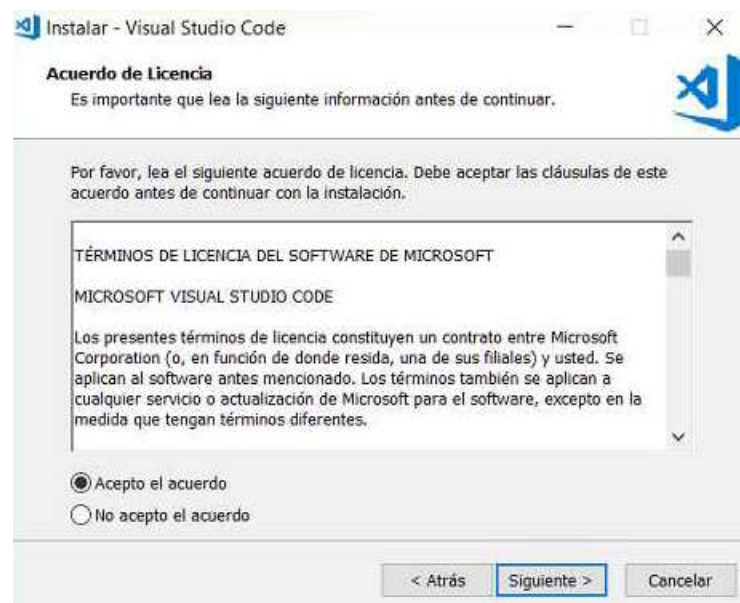 Instalar - Visual Studio Code
Acuerdo de Licencia
Es importante que lea la siguiente información antes de continuar.
Por favor, lea el siguiente acuerdo de licencia. Debe aceptar las cláusulas de este
acuerdo antes de continuar con la instalación.
TÉRMINOS DE LICENCIA DEL SOFTWARE DE MICROSOFT
MICROSOFT VISUAL STUDIO CODE
Los presentes términos de licencia constituyen un contrato entre Microsoft
Corporation (o, en función de donde resida, una de sus filiales) y usted. Se
aplican al software antes mencionado. Los términos también se aplican a
cualquier servicio o actualización de Microsoft para el software, excepto en la
medida que tengan términos diferentes.
Acepto el acuerdo
No acepto el acuerdo
< Atrás Siguiente > Cancelar